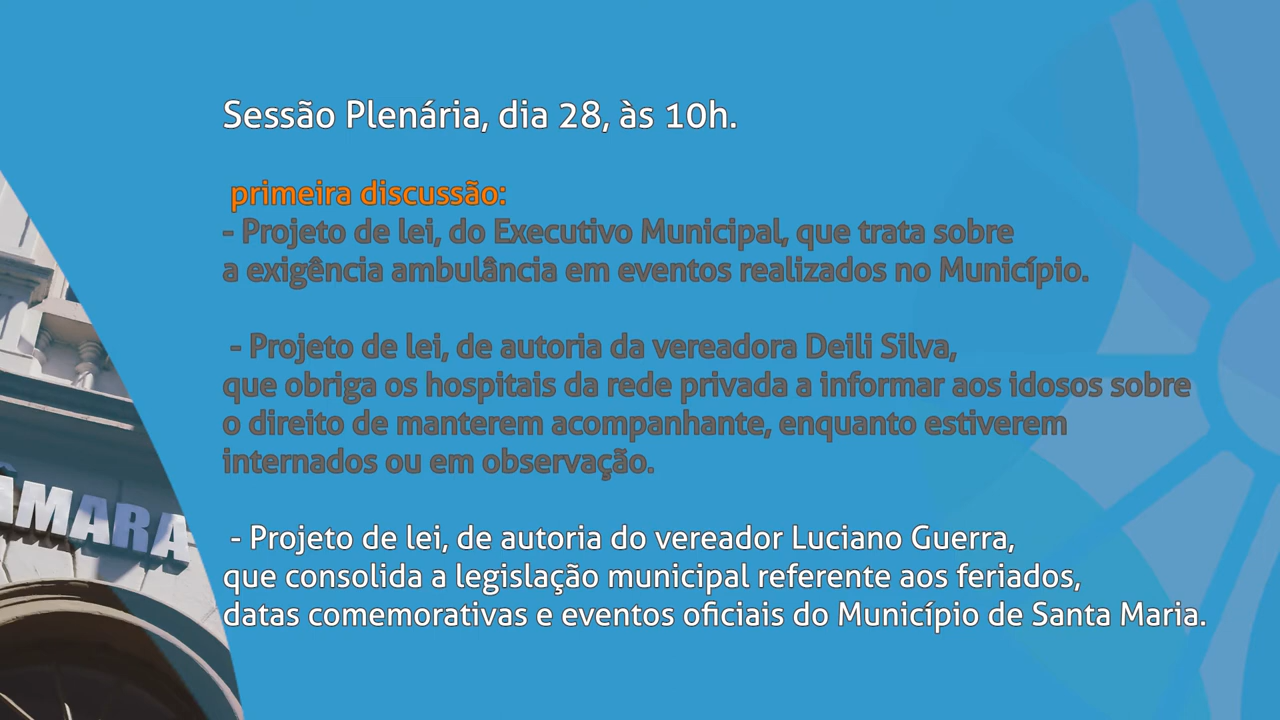 Sessão Plenária, dia 28, às 10h.
primeira discussão:
- Projeto de lei, do Executivo Municipal, que trata sobre
a exigência ambulância em eventos realizados no Município.
- Projeto de lei, de autoria da vereadora Deili Silva,
que obriga os hospitais da rede privada a informar aos idosos sobre
o direito de manterem acompanhante, enquanto estiverem
internados ou em observação.
- Projeto de lei, de autoria do vereador Luciano Guerra,
que consolida a legislação municipal referente aos feriados,
datas comemorativas e eventos oficiais do Município de Santa Maria.
ÂMARA